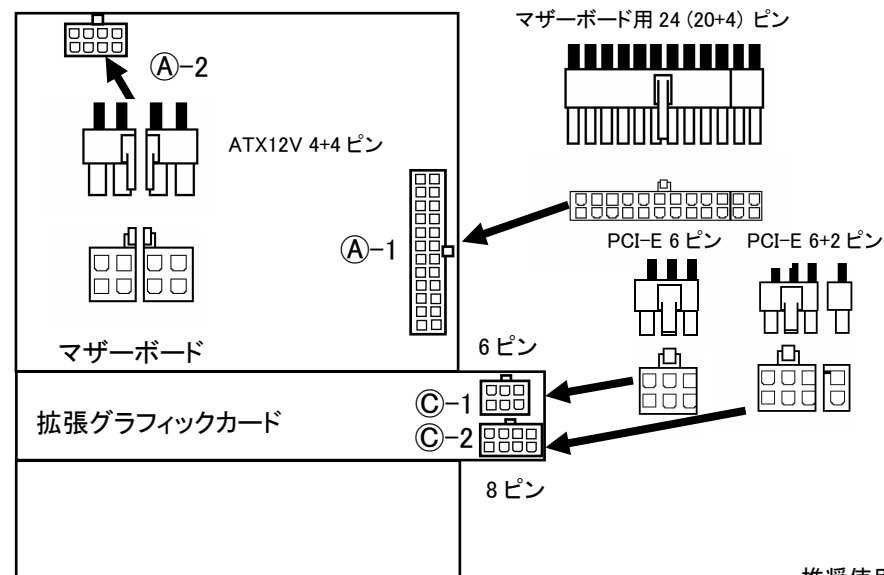 マザーボード用 24 (20+4) ピン
Ⓐ-2
ATX12V 4+4 ピン
Ⓐ-1
PCI-E 6 ピン
PCI-E 6+2 ピン
マザーボード
6 ピン
Ⓒ-1
拡張グラフィックカード
Ⓒ-2
8 ピン